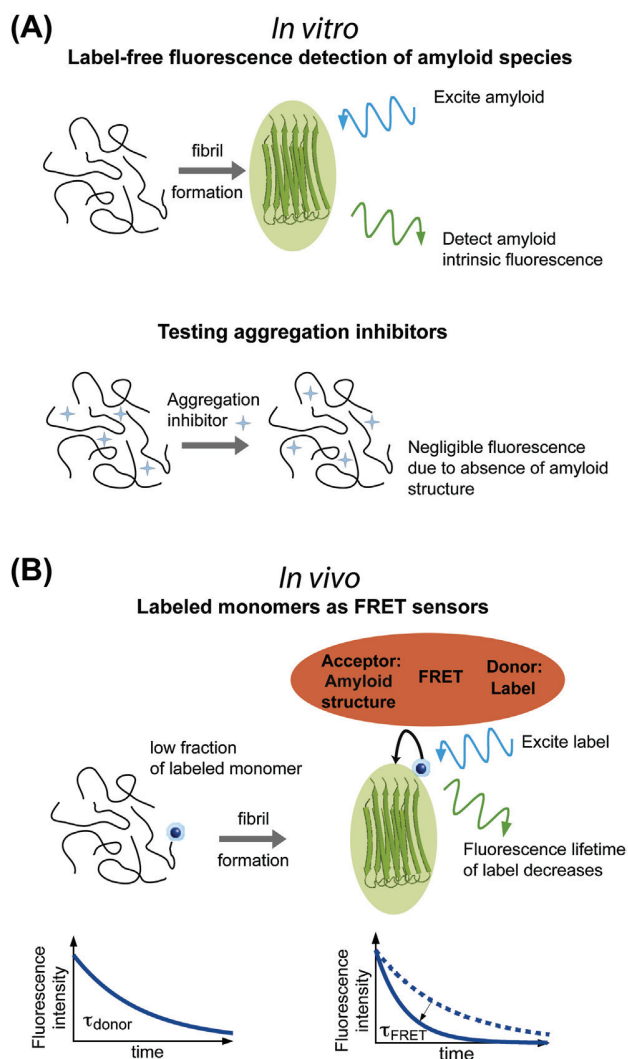 (A)
In vitro
Label-free fluorescence detection of amyloid species
Excite amyloid
fibril
formation
Detect amyloid
intrinsic fluorescence
Testing aggregation inhibitors
Aggregation
inhibitor
Negligible fluorescence
due to absence of amyloid
structure
(B)
In vivo
Labeled monomers as FRET sensors
Acceptor:
Amyloid
structure
FRET
Donor:
Label
low fraction
of labeled monomer
Excite label
fibril
formation
Fluorescence lifetime
of label decreases
Fluorescence
intensity
τdonor
time
Fluorescence
intensity
τFRET
time